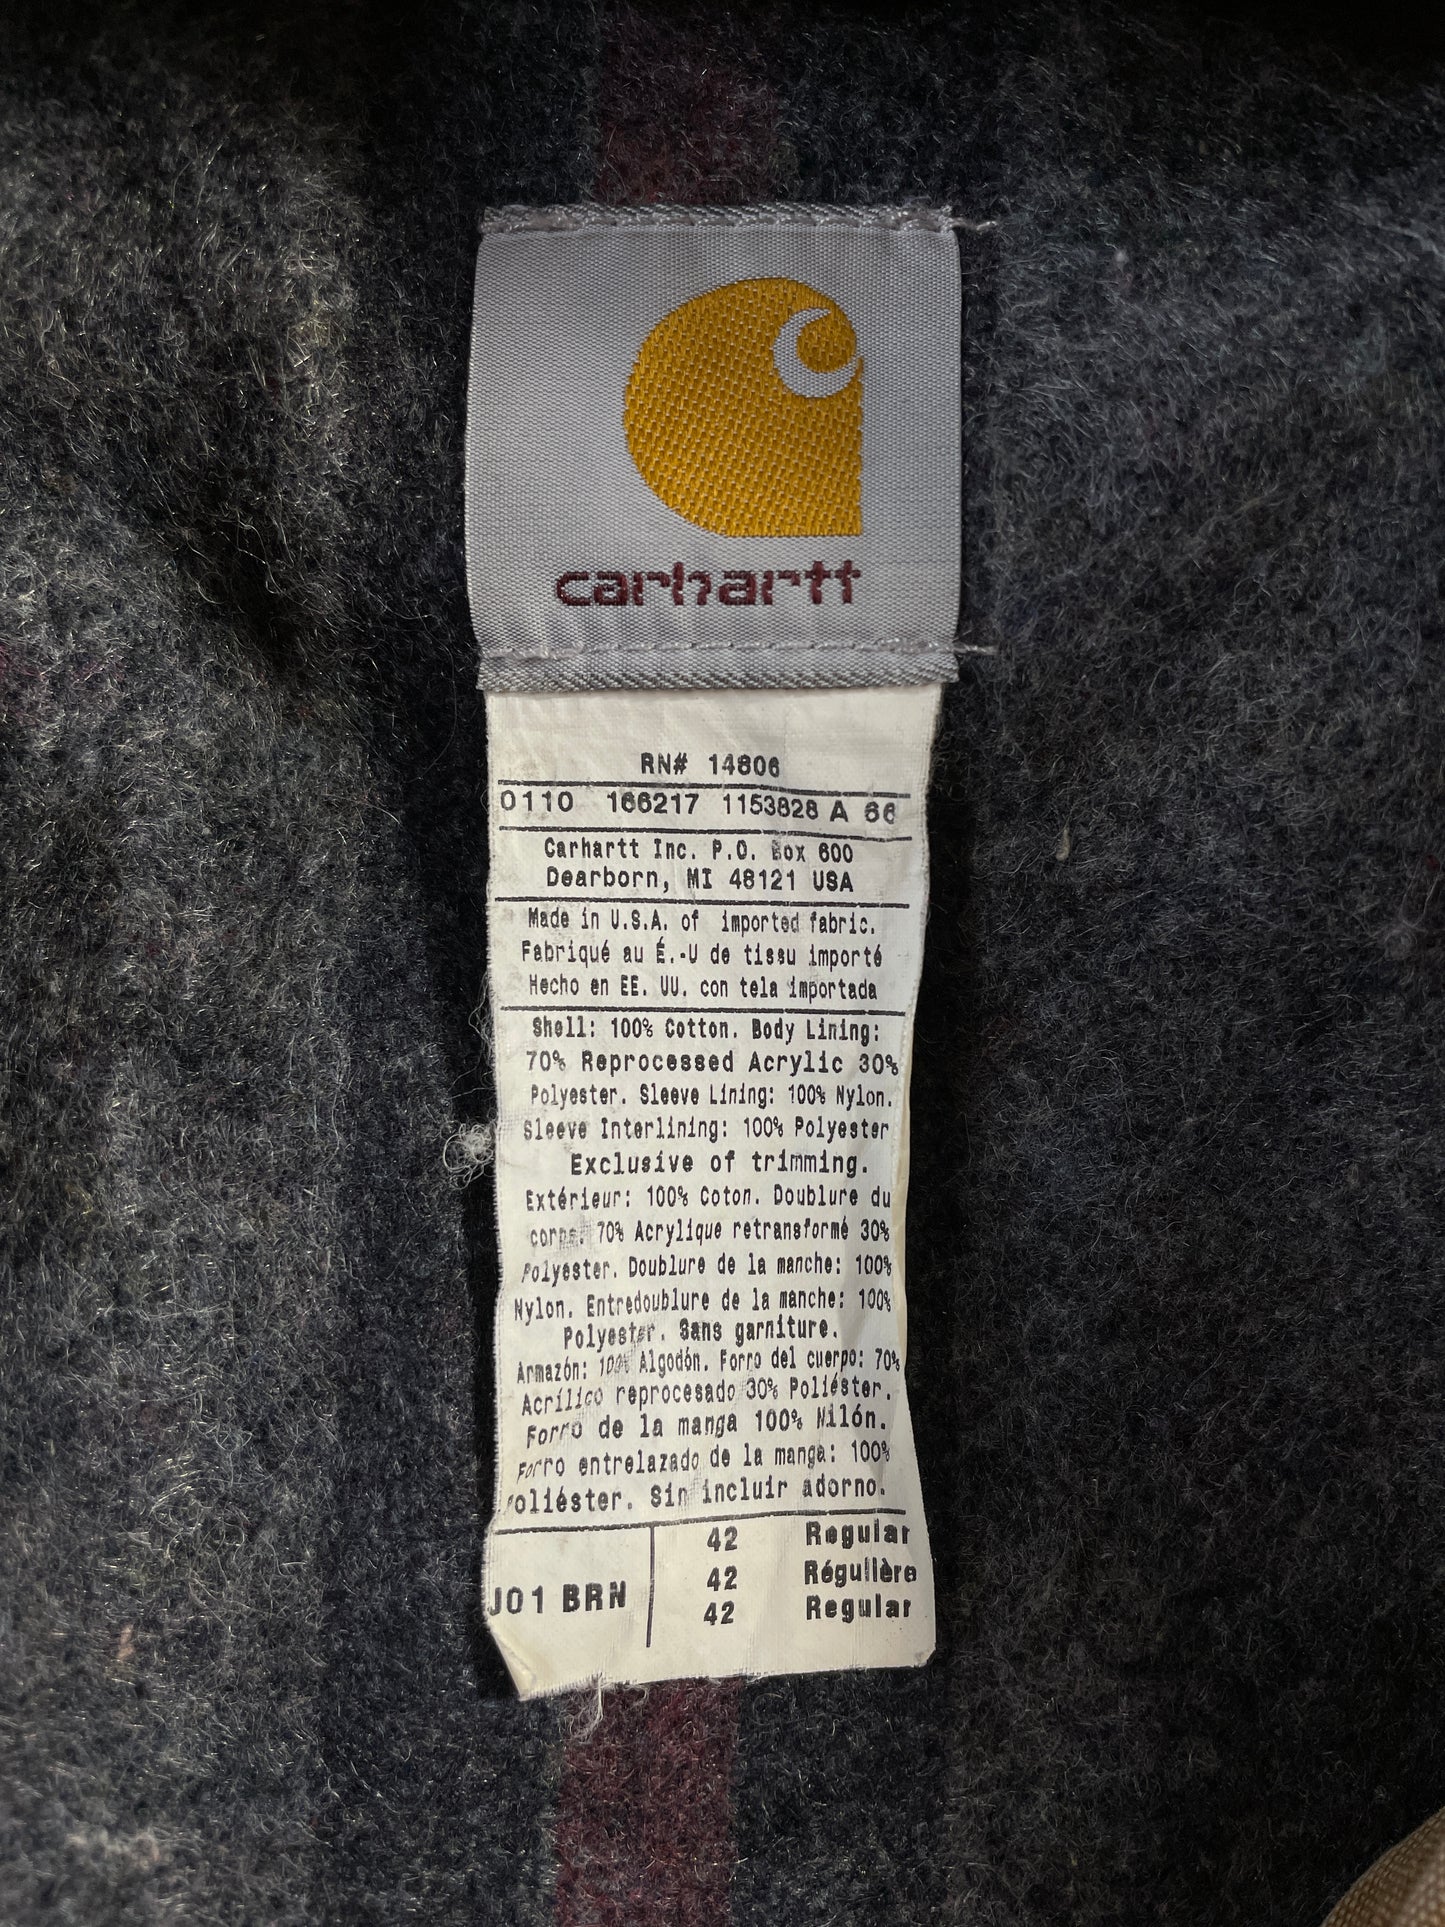 carhartt
RN# 14806
0110 166217 1153828 A 66
Carhartt Inc. P.O. Box 600
Dearborn, MI 48121 USA
Made in U.S.A. of imported fabric.
Fabriqué au É.-U de tissu importé
Hecho en EE. UU. con tela importada
Shell: 100% Cotton. Body Lining:
70% Reprocessed Acrylic 30%
Polyester. Sleeve Lining: 100% Nylon.
Sleeve Interlining: 100% Polyester
Exclusive of trimming.
Extérieur: 100% Coton. Doublure du
corps: 70% Acrylique retransformé 30%
Polyester. Doublure de la manche: 100%
Nylon. Entredoublure de la manche: 100%
Polyester. Sans garniture.
Armazón: 100% Algodón. Forro del cuerpo: 70%
Acrílico reprocesado 30% Poliéster.
Forro de la manga 100% Nilón.
Forro entrelazado de la manga: 100%
Poliéster. Sin incluir adorno.
42 Regular
J01 BRN 42 Régulière
42 Regular